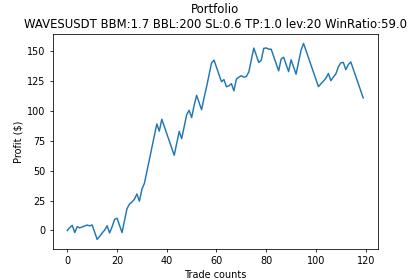 Portfolio
WAVESUSDT BBM:1.7 BBL:200 SL:0.6 TP:1.0 lev:20 WinRatio:59.0
Profit ($)
150
125
100
75
50
25
0
0 20 40 60 80 100 120
Trade counts